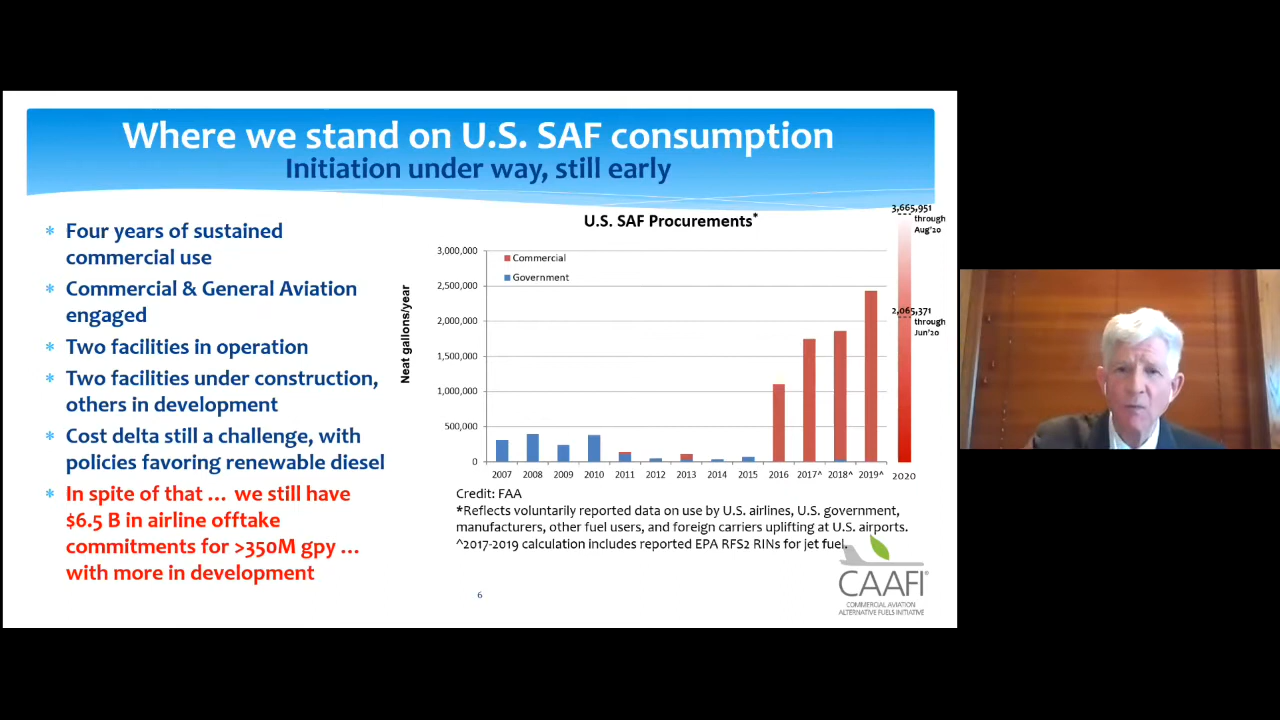 Where we stand on U.S. SAF consumption
Initiation under way, still early
* Four years of sustained
commercial use
* Commercial & General Aviation
engaged
* Two facilities in operation
* Two facilities under construction,
others in development
* Cost delta still a challenge, with
policies favoring renewable diesel
* In spite of that … we still have
$6.5 B in airline offtake
commitments for >350M gpy …
with more in development
U.S. SAF Procurements*
Neat gallons/year
3,000,000
2,500,000
2,000,000
1,500,000
1,000,000
500,000
0
Commercial
Government
2007 2008 2009 2010 2011 2012 2013 2014 2015 2016 2017^ 2018^ 2019^ 2020
3,665,951
through
Aug'20
2,065,371
through
Jun'20
Credit: FAA
*Reflects voluntarily reported data on use by U.S. airlines, U.S. government,
manufacturers, other fuel users, and foreign carriers uplifting at U.S. airports.
^2017-2019 calculation includes reported EPA RFS2 RINs for jet fuel.
CAAFI®
COMMERCIAL AVIATION
ALTERNATIVE FUELS INITIATIVE
6